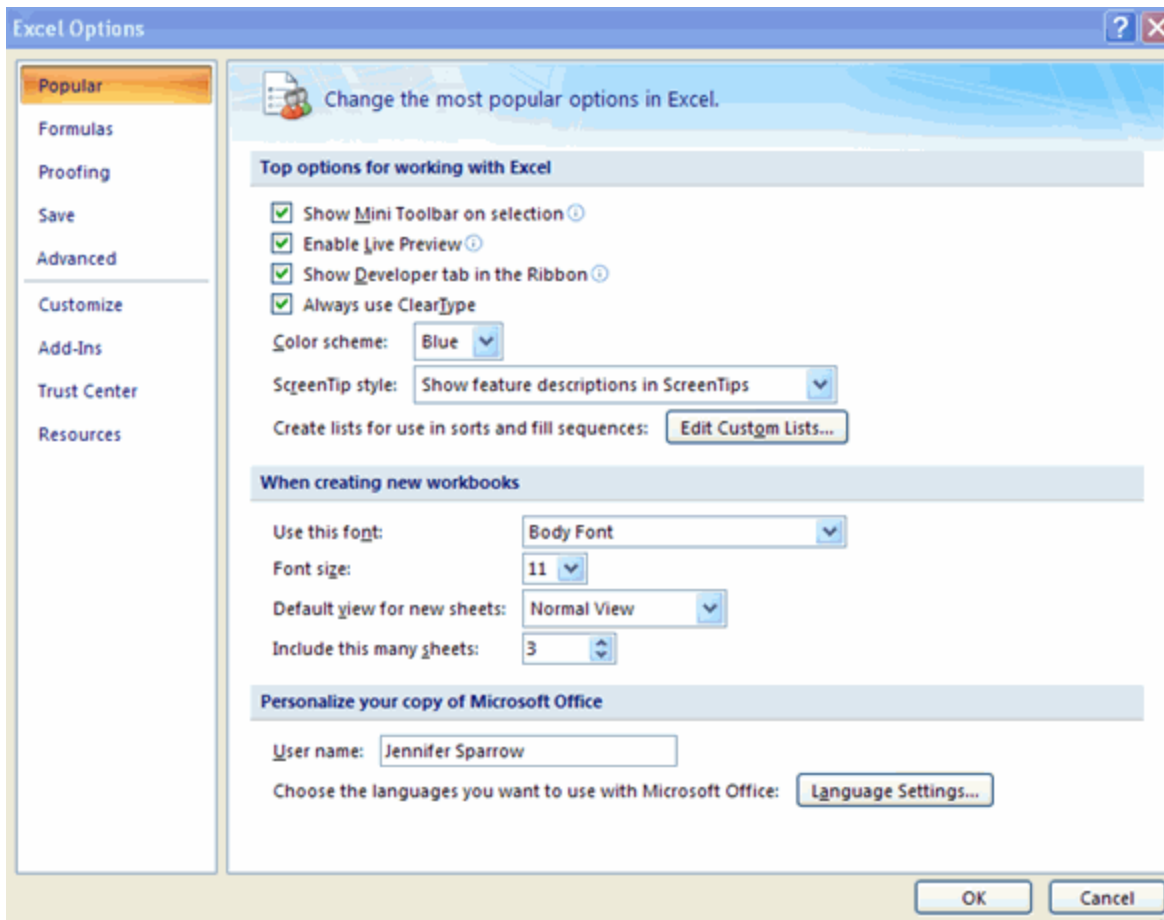 Excel Options
Popular
Formulas
Proofing
Save
Advanced
Customize
Add-Ins
Trust Center
Resources
Change the most popular options in Excel.
Top options for working with Excel
Show Mini Toolbar on selection
Enable Live Preview
Show Developer tab in the Ribbon
Always use ClearType
Color scheme: Blue
ScreenTip style: Show feature descriptions in ScreenTips
Create lists for use in sorts and fill sequences: Edit Custom Lists...
When creating new workbooks
Use this font: Body Font
Font size: 11
Default view for new sheets: Normal View
Include this many sheets: 3
Personalize your copy of Microsoft Office
User name: Jennifer Sparrow
Choose the languages you want to use with Microsoft Office: Language Settings...
OK Cancel